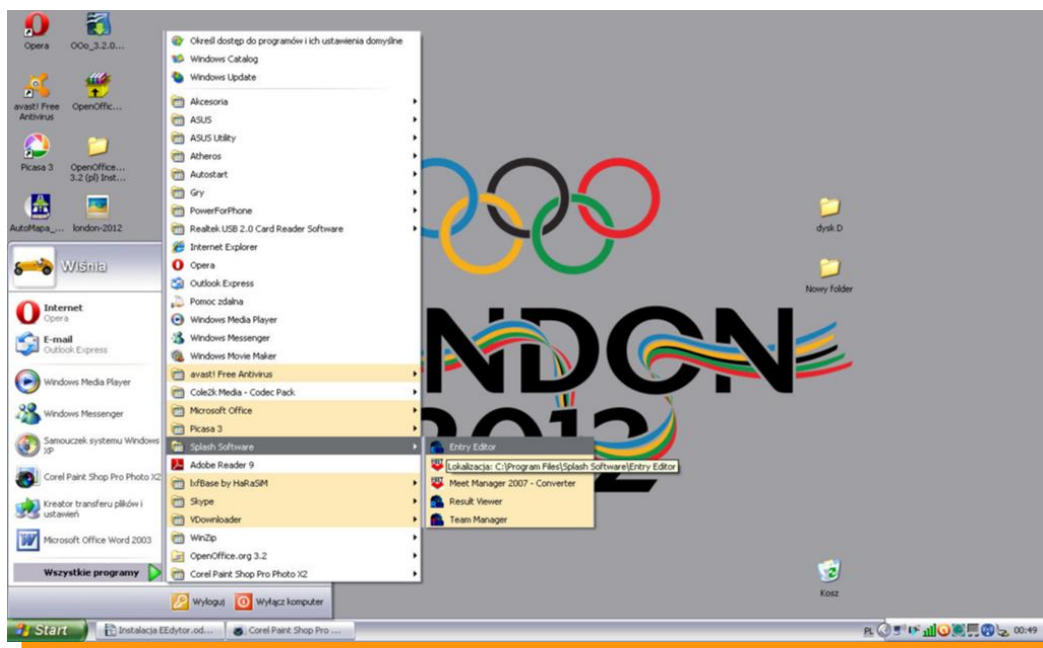 Opera
OOo_3.2.0...
avast! Free
Antivirus
OpenOffic...
Picasa 3
OpenOffice...
3.2 (pl) Inst...
AutoMapa_...
london-2012
Wiśnia
Internet
Opera
E-mail
Outlook Express
Windows Media Player
Windows Messenger
Samouczek systemu Windows
XP
Corel Paint Shop Pro Photo X2
Kreator transferu plików i
ustawień
Microsoft Office Word 2003
Wszystkie programy
Określ dostęp do programów i ich ustawienia domyślne
Windows Catalog
Windows Update
Akcesoria
ASUS
ASUS Utility
Atheros
Autostart
Gry
PowerForPhone
Realtek USB 2.0 Card Reader Software
Internet Explorer
Opera
Outlook Express
Pomoc zdalna
Windows Media Player
Windows Messenger
Windows Movie Maker
avast! Free Antivirus
Cole2k Media - Codec Pack
Microsoft Office
Picasa 3
Splash Software
Adobe Reader 9
lxfBase by HaRaSiM
Skype
VDownloader
WinZip
OpenOffice.org 3.2
Corel Paint Shop Pro Photo X2
Entry Editor
Lokalizacja: C:\Program Files\Splash Software\Entry Editor
Meet Manager 2007 - Converter
Result Viewer
Team Manager
Wyloguj
Wyłącz komputer
NDON
2012
dysk D
Nowy folder
Kosz
Start
Instalacja EEdytor.od...
Corel Paint Shop Pro ...
PL
00:49